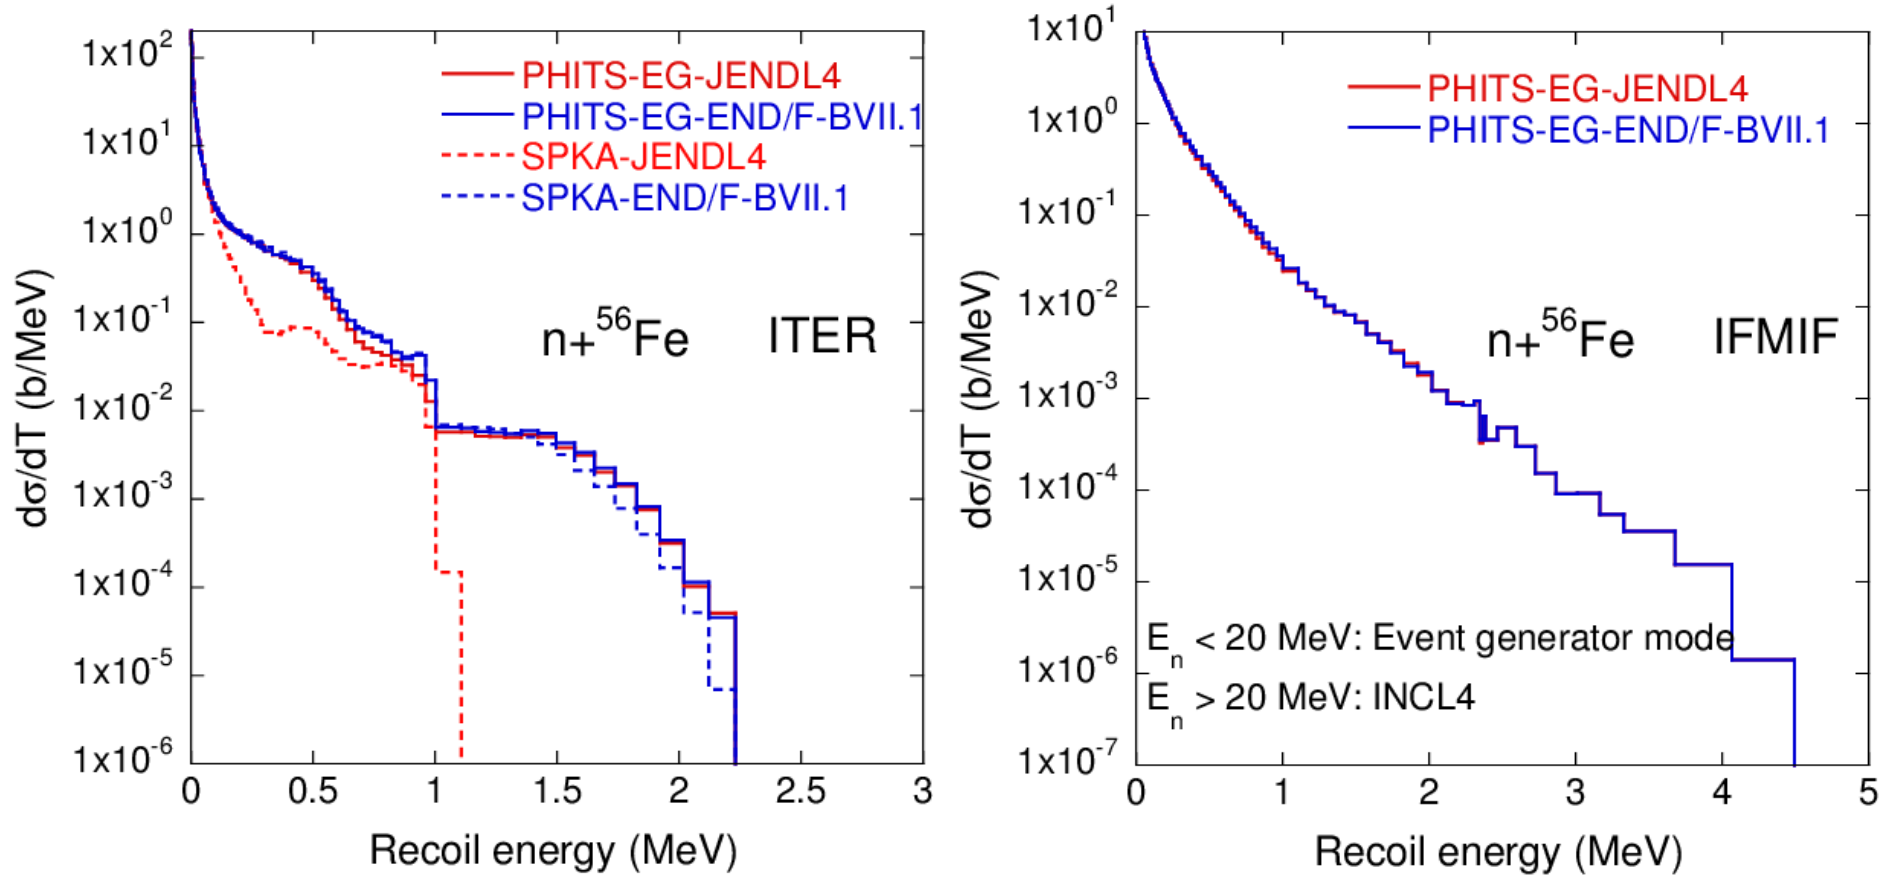 1x10^2
1x10^1
1x10^0
1x10^-1
1x10^-2
1x10^-3
1x10^-4
1x10^-5
1x10^-6
dσ/dT (b/MeV)
PHITS-EG-JENDL4
PHITS-EG-END/F-BVII.1
SPKA-JENDL4
SPKA-END/F-BVII.1
n+^56Fe ITER
0 0.5 1 1.5 2 2.5 3
Recoil energy (MeV)
1x10^1
1x10^0
1x10^-1
1x10^-2
1x10^-3
1x10^-4
1x10^-5
1x10^-6
1x10^-7
dσ/dT (b/MeV)
PHITS-EG-JENDL4
PHITS-EG-END/F-BVII.1
n+^56Fe IFMIF
E_n < 20 MeV: Event generator mode
E_n > 20 MeV: INCL4
0 1 2 3 4 5
Recoil energy (MeV)